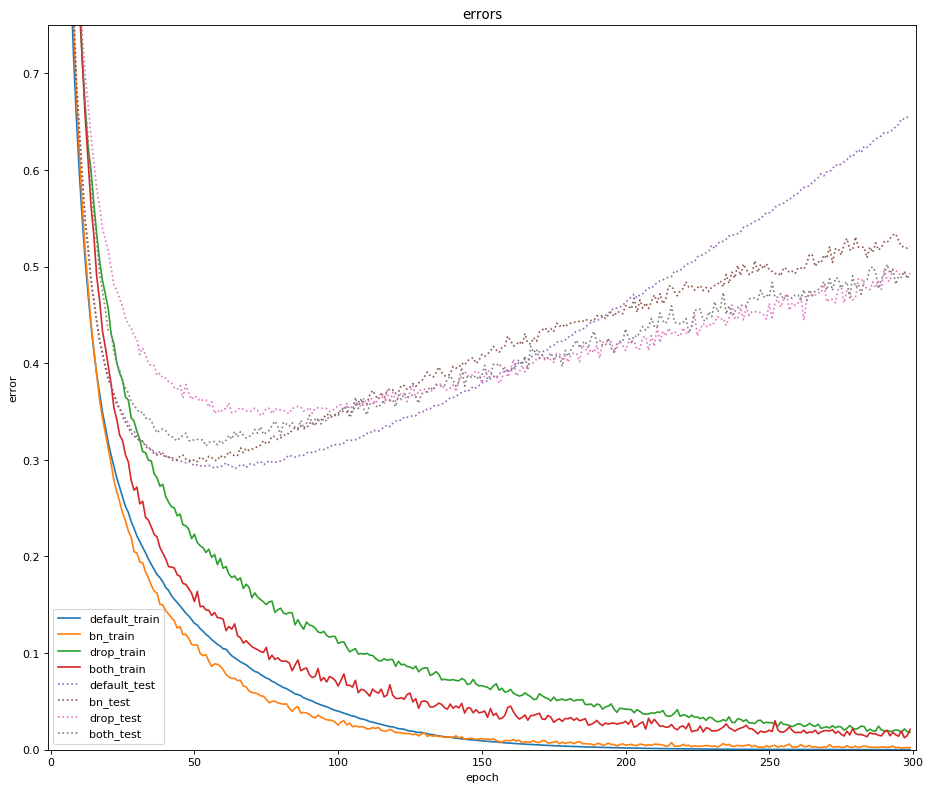 errors
error
0.7
0.6
0.5
0.4
0.3
0.2
0.1
0.0
default_train
bn_train
drop_train
both_train
default_test
bn_test
drop_test
both_test
0 50 100 150 200 250 300
epoch